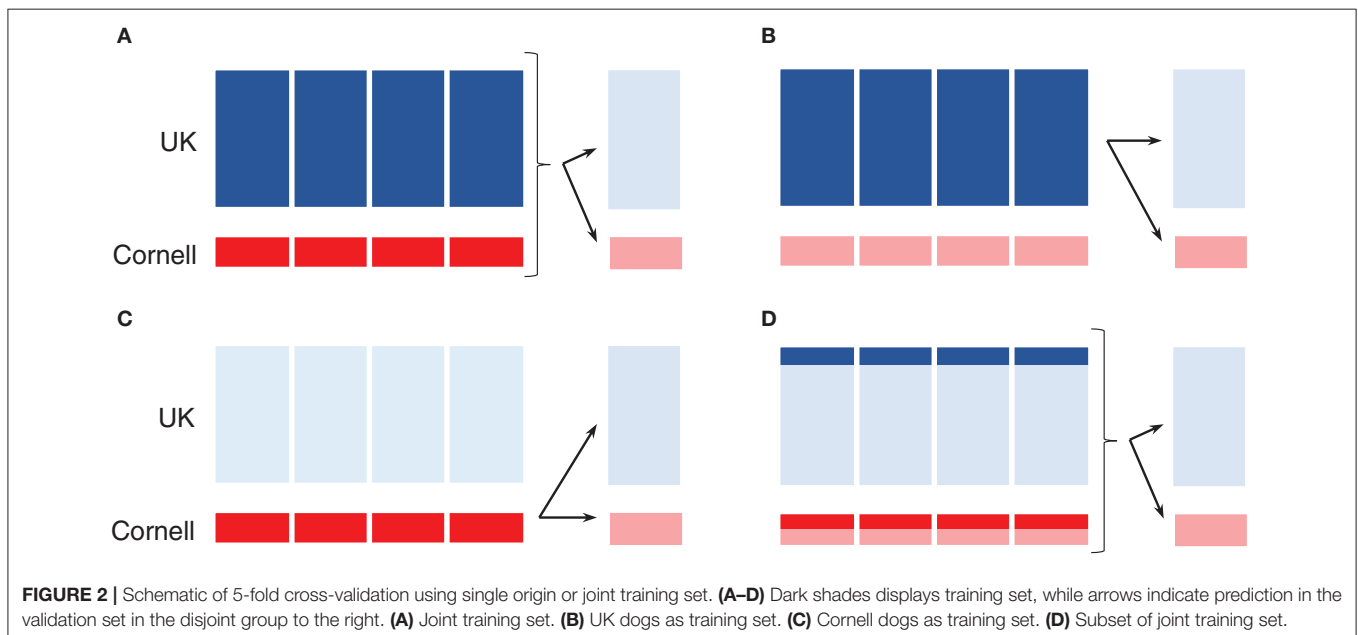 A
B
UK
Cornell
C
D
UK
Cornell
FIGURE 2 | Schematic of 5-fold cross-validation using single origin or joint training set. (A–D) Dark shades displays training set, while arrows indicate prediction in the
validation set in the disjoint group to the right. (A) Joint training set. (B) UK dogs as training set. (C) Cornell dogs as training set. (D) Subset of joint training set.